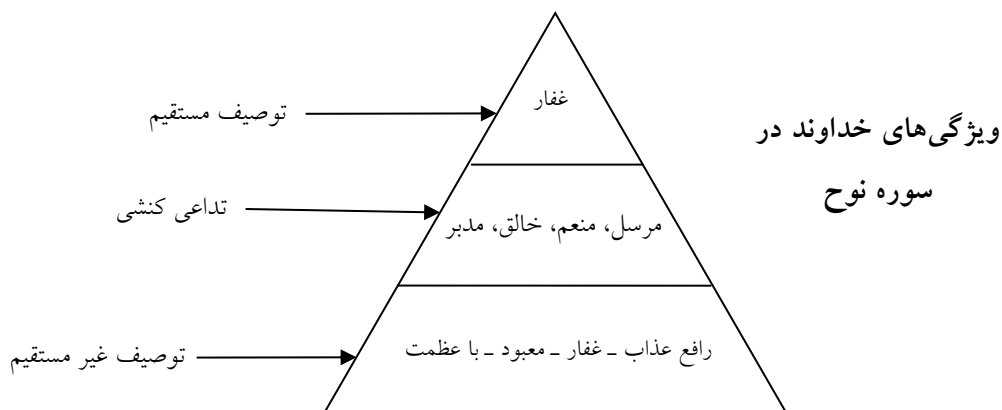 غفار
توصیف مستقیم
ویژگی‌های خداوند در
سوره نوح
تداعی کنشی
مرسل، منعم، خالق، مدبر
رافع عذاب ـ غفار ـ معبود ـ با عظمت
توصیف غیر مستقیم